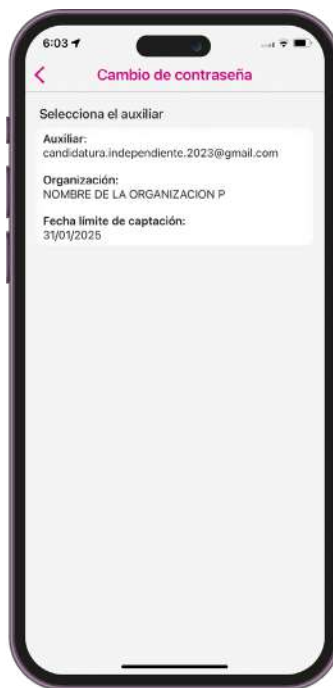 6:03
Cambio de contraseña
Selecciona el auxiliar
Auxiliar:
candidatura.independiente.2023@gmail.com
Organización:
NOMBRE DE LA ORGANIZACION P
Fecha límite de captación:
31/01/2025